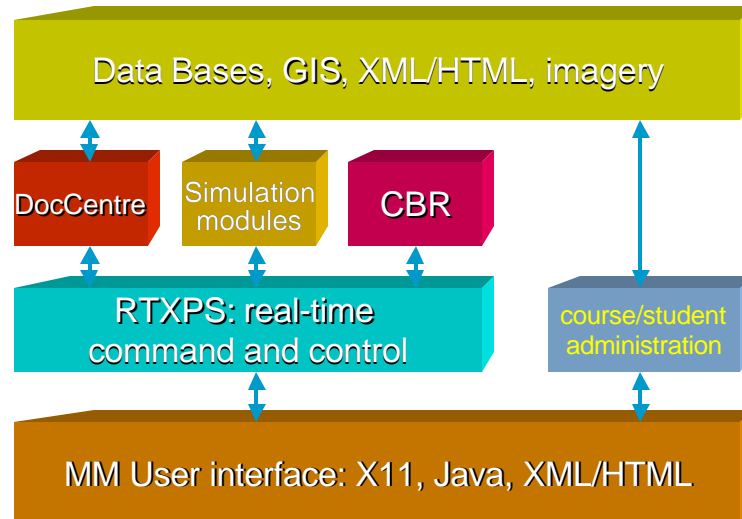 Data Bases, GIS, XML/HTML, imagery
DocCentre
Simulation
modules
CBR
RTXPS: real-time
command and control
course/student
administration
MM User interface: X11, Java, XML/HTML